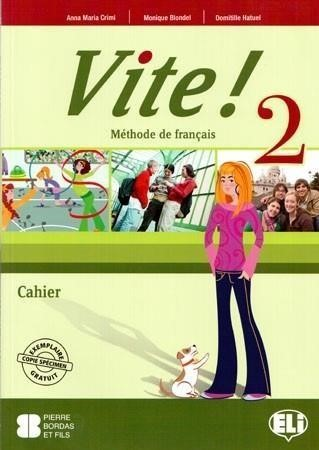 Anna Maria Crimi Monique Blondel Domitille Hatuel
Vite! 2
Méthode de français
Cahier
EXEMPLAIRE
COPIE SPÉCIMEN
GRATUIT
PIERRE
BORDAS
ET FILS
ELi